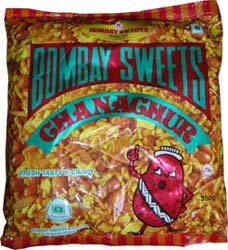 BOMBAY SWEETS
BOMBAY SWEETS
CHANACHUR
FRESH TASTY 'N CRISPY